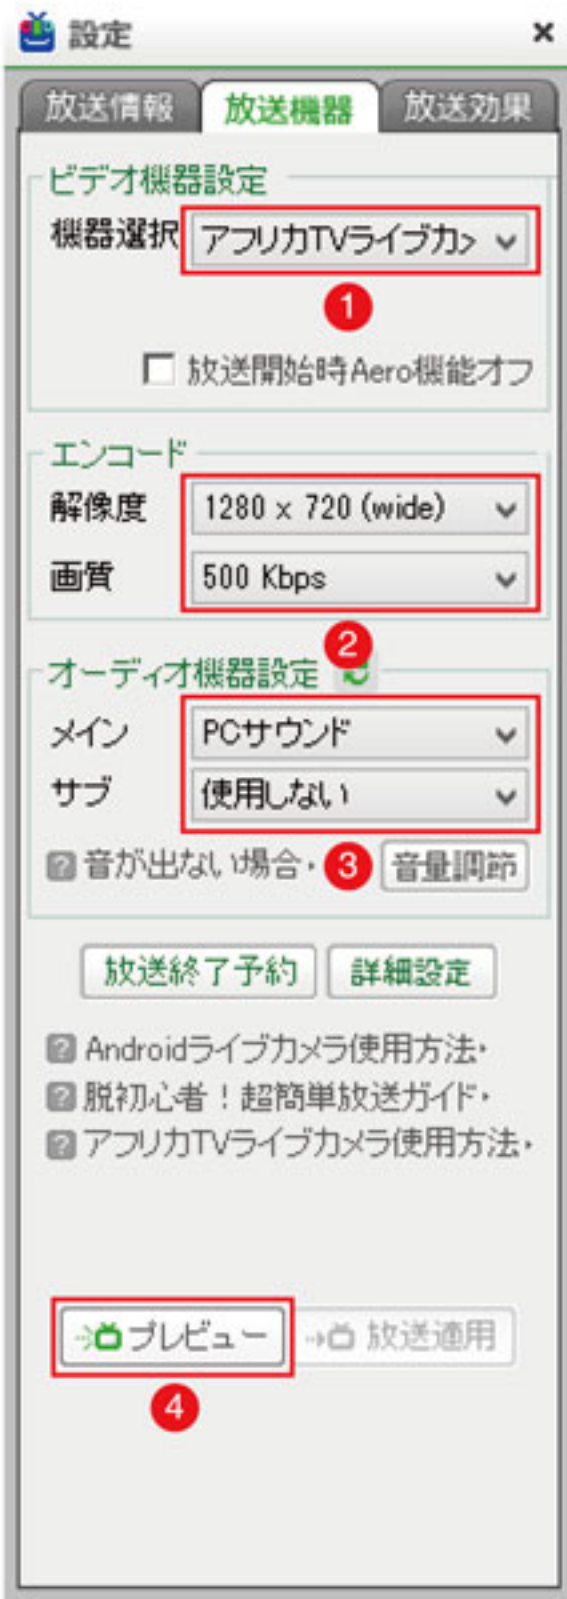 設定 ×
放送情報 放送機器 放送効果
ビデオ機器設定
機器選択 アフリカTVライブカ>
1
放送開始時Aero機能オフ
エンコード
解像度 1280 x 720 (wide)
画質 500 Kbps
2
オーディオ機器設定
メイン PCサウンド
サブ 使用しない
? 音が出ない場合 3 音量調節
放送終了予約 詳細設定
? Androidライブカメラ使用方法
? 脱初心者！超簡単放送ガイド
? アフリカTVライブカメラ使用方法
プレビュー 放送適用
4